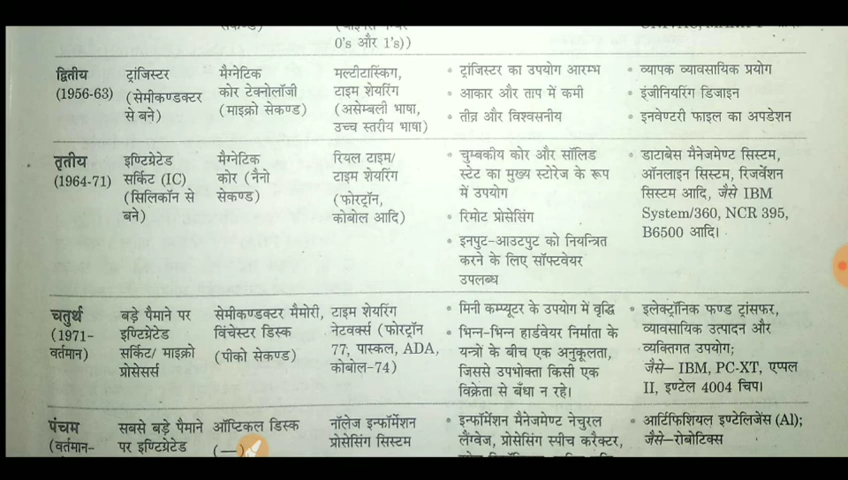 0's और 1's))
द्वितीय ट्रांजिस्टर मैग्नेटिक मल्टीटास्किंग, • ट्रांजिस्टर का उपयोग आरम्भ • व्यापक व्यावसायिक प्रयोग
(1956-63) (सेमीकण्डक्टर कोर टेक्नोलॉजी टाइम शेयरिंग • आकार और ताप में कमी • इंजीनियरिंग डिजाइन
से बने) (माइक्रो सेकण्ड) (असेम्बली भाषा, • तीव्र और विश्वसनीय • इनवेण्टरी फाइल का अपडेशन
उच्च स्तरीय भाषा)
तृतीय इण्टिग्रेटेड मैग्नेटिक रियल टाइम/ • चुम्बकीय कोर और सॉलिड • डाटाबेस मैनेजमेण्ट सिस्टम,
(1964-71) सर्किट (IC) कोर (नैनो टाइम शेयरिंग स्टेट का मुख्य स्टोरेज के रूप ऑनलाइन सिस्टम, रिजर्वेशन
(सिलिकॉन से सेकण्ड) (फोरट्रॉन, में उपयोग सिस्टम आदि, जैसे IBM
बने) कोबोल आदि) • रिमोट प्रोसेसिंग System/360, NCR 395,
• इनपुट-आउटपुट को नियन्त्रित B6500 आदि।
करने के लिए सॉफ्टवेयर
उपलब्ध
चतुर्थ बड़े पैमाने पर सेमीकण्डक्टर मैमोरी, टाइम शेयरिंग • मिनी कम्प्यूटर के उपयोग में वृद्धि • इलेक्ट्रॉनिक फण्ड ट्रांसफर,
(1971- इण्टिग्रेटेड विंचेस्टर डिस्क नेटवर्क्स (फोरट्रॉन • भिन्न-भिन्न हार्डवेयर निर्माता के व्यावसायिक उत्पादन और
वर्तमान) सर्किट/ माइक्रो (पीको सेकण्ड) 77, पास्कल, ADA, यन्त्रों के बीच एक अनुकूलता, व्यक्तिगत उपयोग;
प्रोसेसर्स कोबोल-74) जिससे उपभोक्ता किसी एक जैसे— IBM, PC-XT, एप्पल
विक्रेता से बँधा न रहे। II, इण्टेल 4004 चिप।
पंचम सबसे बड़े पैमाने ऑप्टिकल डिस्क नॉलेज इन्फॉर्मेशन • इन्फॉर्मेशन मैनेजमेण्ट नेचुरल • आर्टिफिशियल इण्टेलिजेंस (AI);
(वर्तमान- पर इण्टिग्रेटेड (—) प्रोसेसिंग सिस्टम लैंग्वेज, प्रोसेसिंग स्पीच करैक्टर, जैसे—रोबोटिक्स